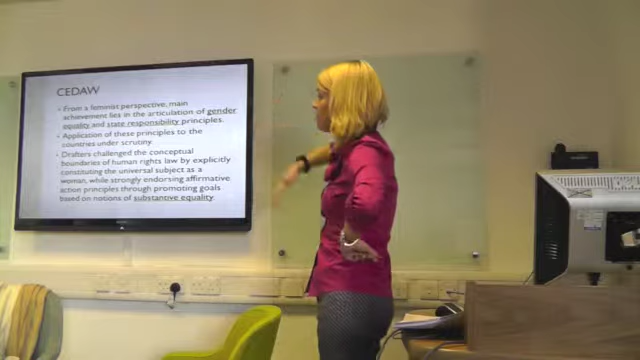 CEDAW
From a feminist perspective, main
achievement lies in the articulation of gender
equality and state responsibility principles.
Application of these principles to the
countries under scrutiny.
Drafters challenged the conceptual
boundaries of human rights law by explicitly
constituting the universal subject as a
woman, while strongly endorsing affirmative
action principles through promoting goals
based on notions of substantive equality.